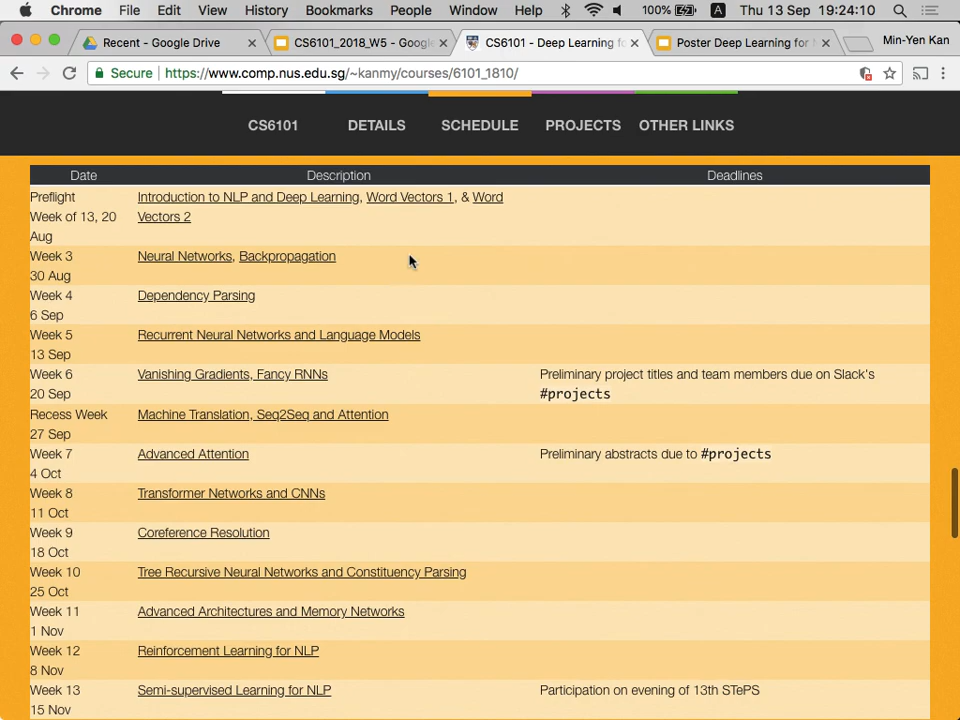 Chrome File Edit View History Bookmarks People Window Help 100% A Thu 13 Sep 19:24:10
Recent - Google Drive
CS6101_2018_W5 - Google
CS6101 - Deep Learning fo
Poster Deep Learning for N
Min-Yen Kan
Secure https://www.comp.nus.edu.sg/~kanmy/courses/6101_1810/
CS6101 DETAILS SCHEDULE PROJECTS OTHER LINKS
Date Description Deadlines
Preflight Introduction to NLP and Deep Learning, Word Vectors 1, & Word
Week of 13, 20 Vectors 2
Aug
Week 3 Neural Networks, Backpropagation
30 Aug
Week 4 Dependency Parsing
6 Sep
Week 5 Recurrent Neural Networks and Language Models
13 Sep
Week 6 Vanishing Gradients, Fancy RNNs Preliminary project titles and team members due on Slack's
20 Sep #projects
Recess Week Machine Translation, Seq2Seq and Attention
27 Sep
Week 7 Advanced Attention Preliminary abstracts due to #projects
4 Oct
Week 8 Transformer Networks and CNNs
11 Oct
Week 9 Coreference Resolution
18 Oct
Week 10 Tree Recursive Neural Networks and Constituency Parsing
25 Oct
Week 11 Advanced Architectures and Memory Networks
1 Nov
Week 12 Reinforcement Learning for NLP
8 Nov
Week 13 Semi-supervised Learning for NLP Participation on evening of 13th STePS
15 Nov